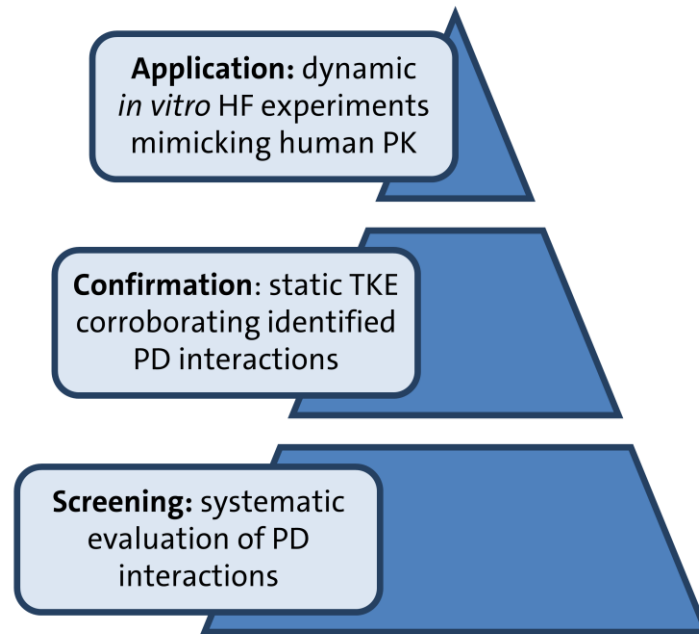 Application: dynamic
in vitro HF experiments
mimicking human PK
Confirmation: static TKE
corroborating identified
PD interactions
Screening: systematic
evaluation of PD
interactions